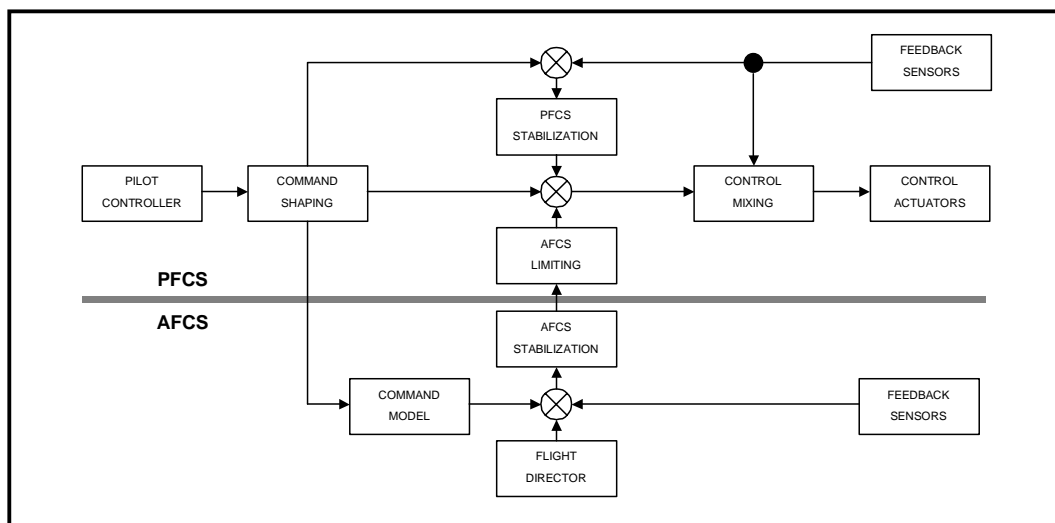 FEEDBACK
SENSORS
PFCS
STABILIZATION
PILOT
CONTROLLER
COMMAND
SHAPING
CONTROL
MIXING
CONTROL
ACTUATORS
AFCS
LIMITING
PFCS
AFCS
AFCS
STABILIZATION
COMMAND
MODEL
FEEDBACK
SENSORS
FLIGHT
DIRECTOR